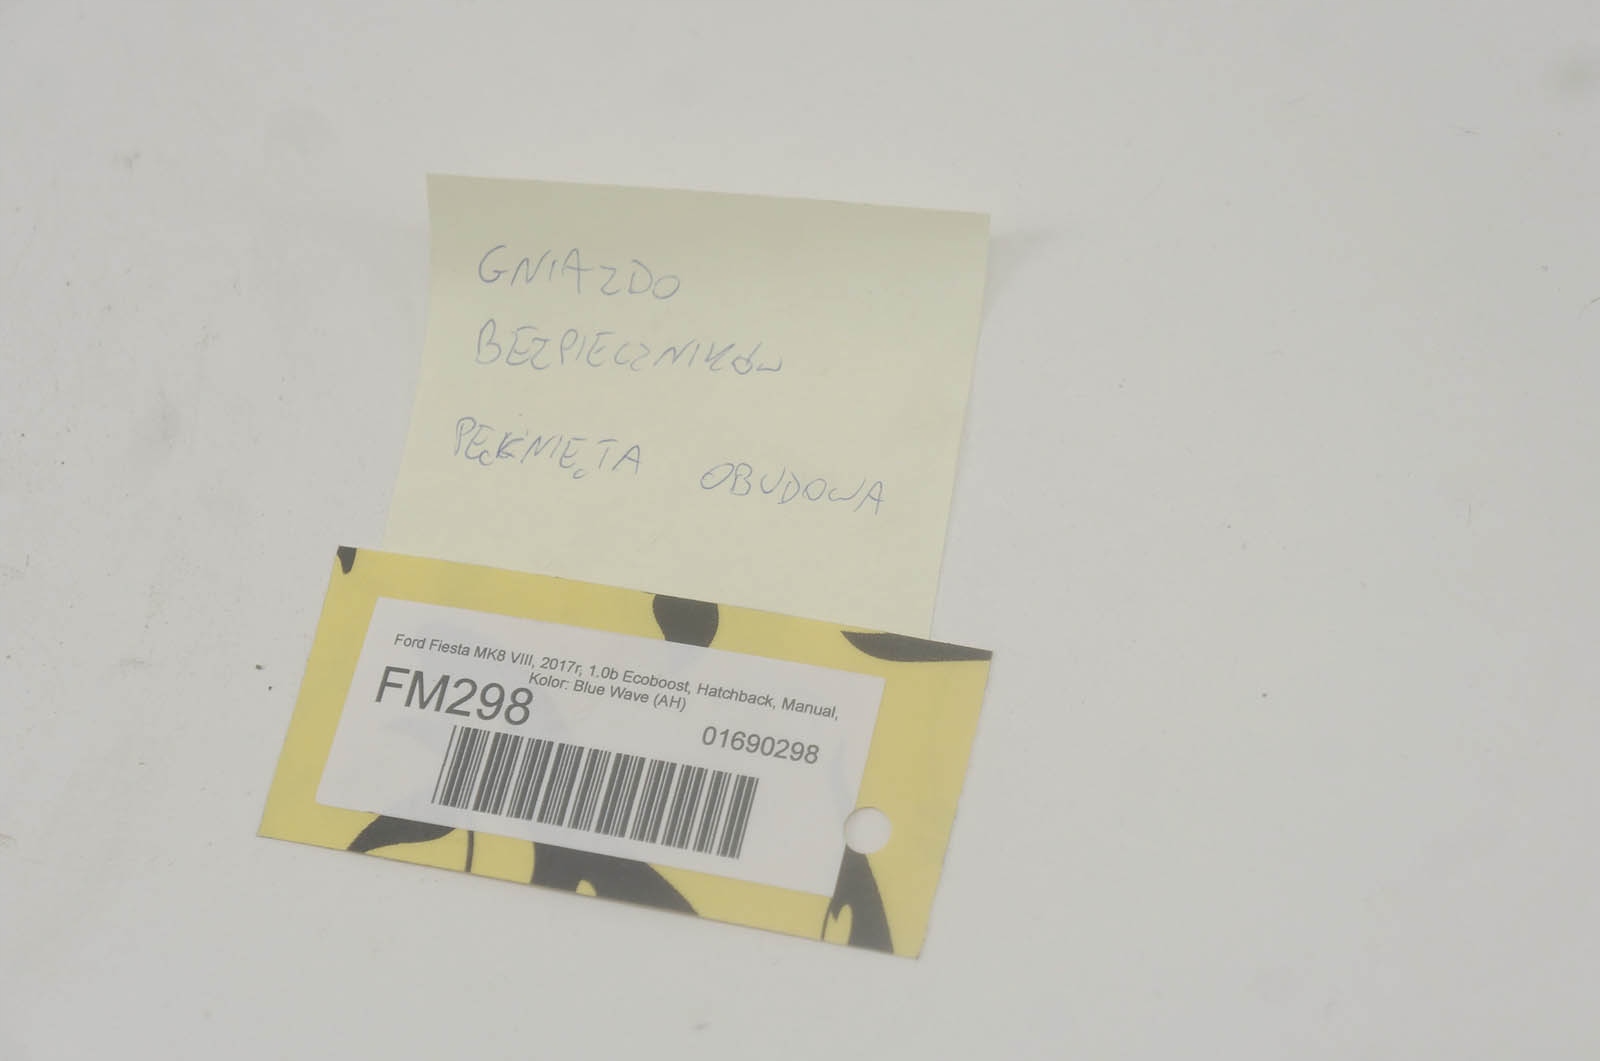 GNIAZDO
BEZPIECZNIKÓW
PĘKNIĘTA OBUDOWA
Ford Fiesta MK8 VIII, 2017r, 1.0b Ecoboost, Hatchback, Manual,
Kolor: Blue Wave (AH)
FM298
01690298